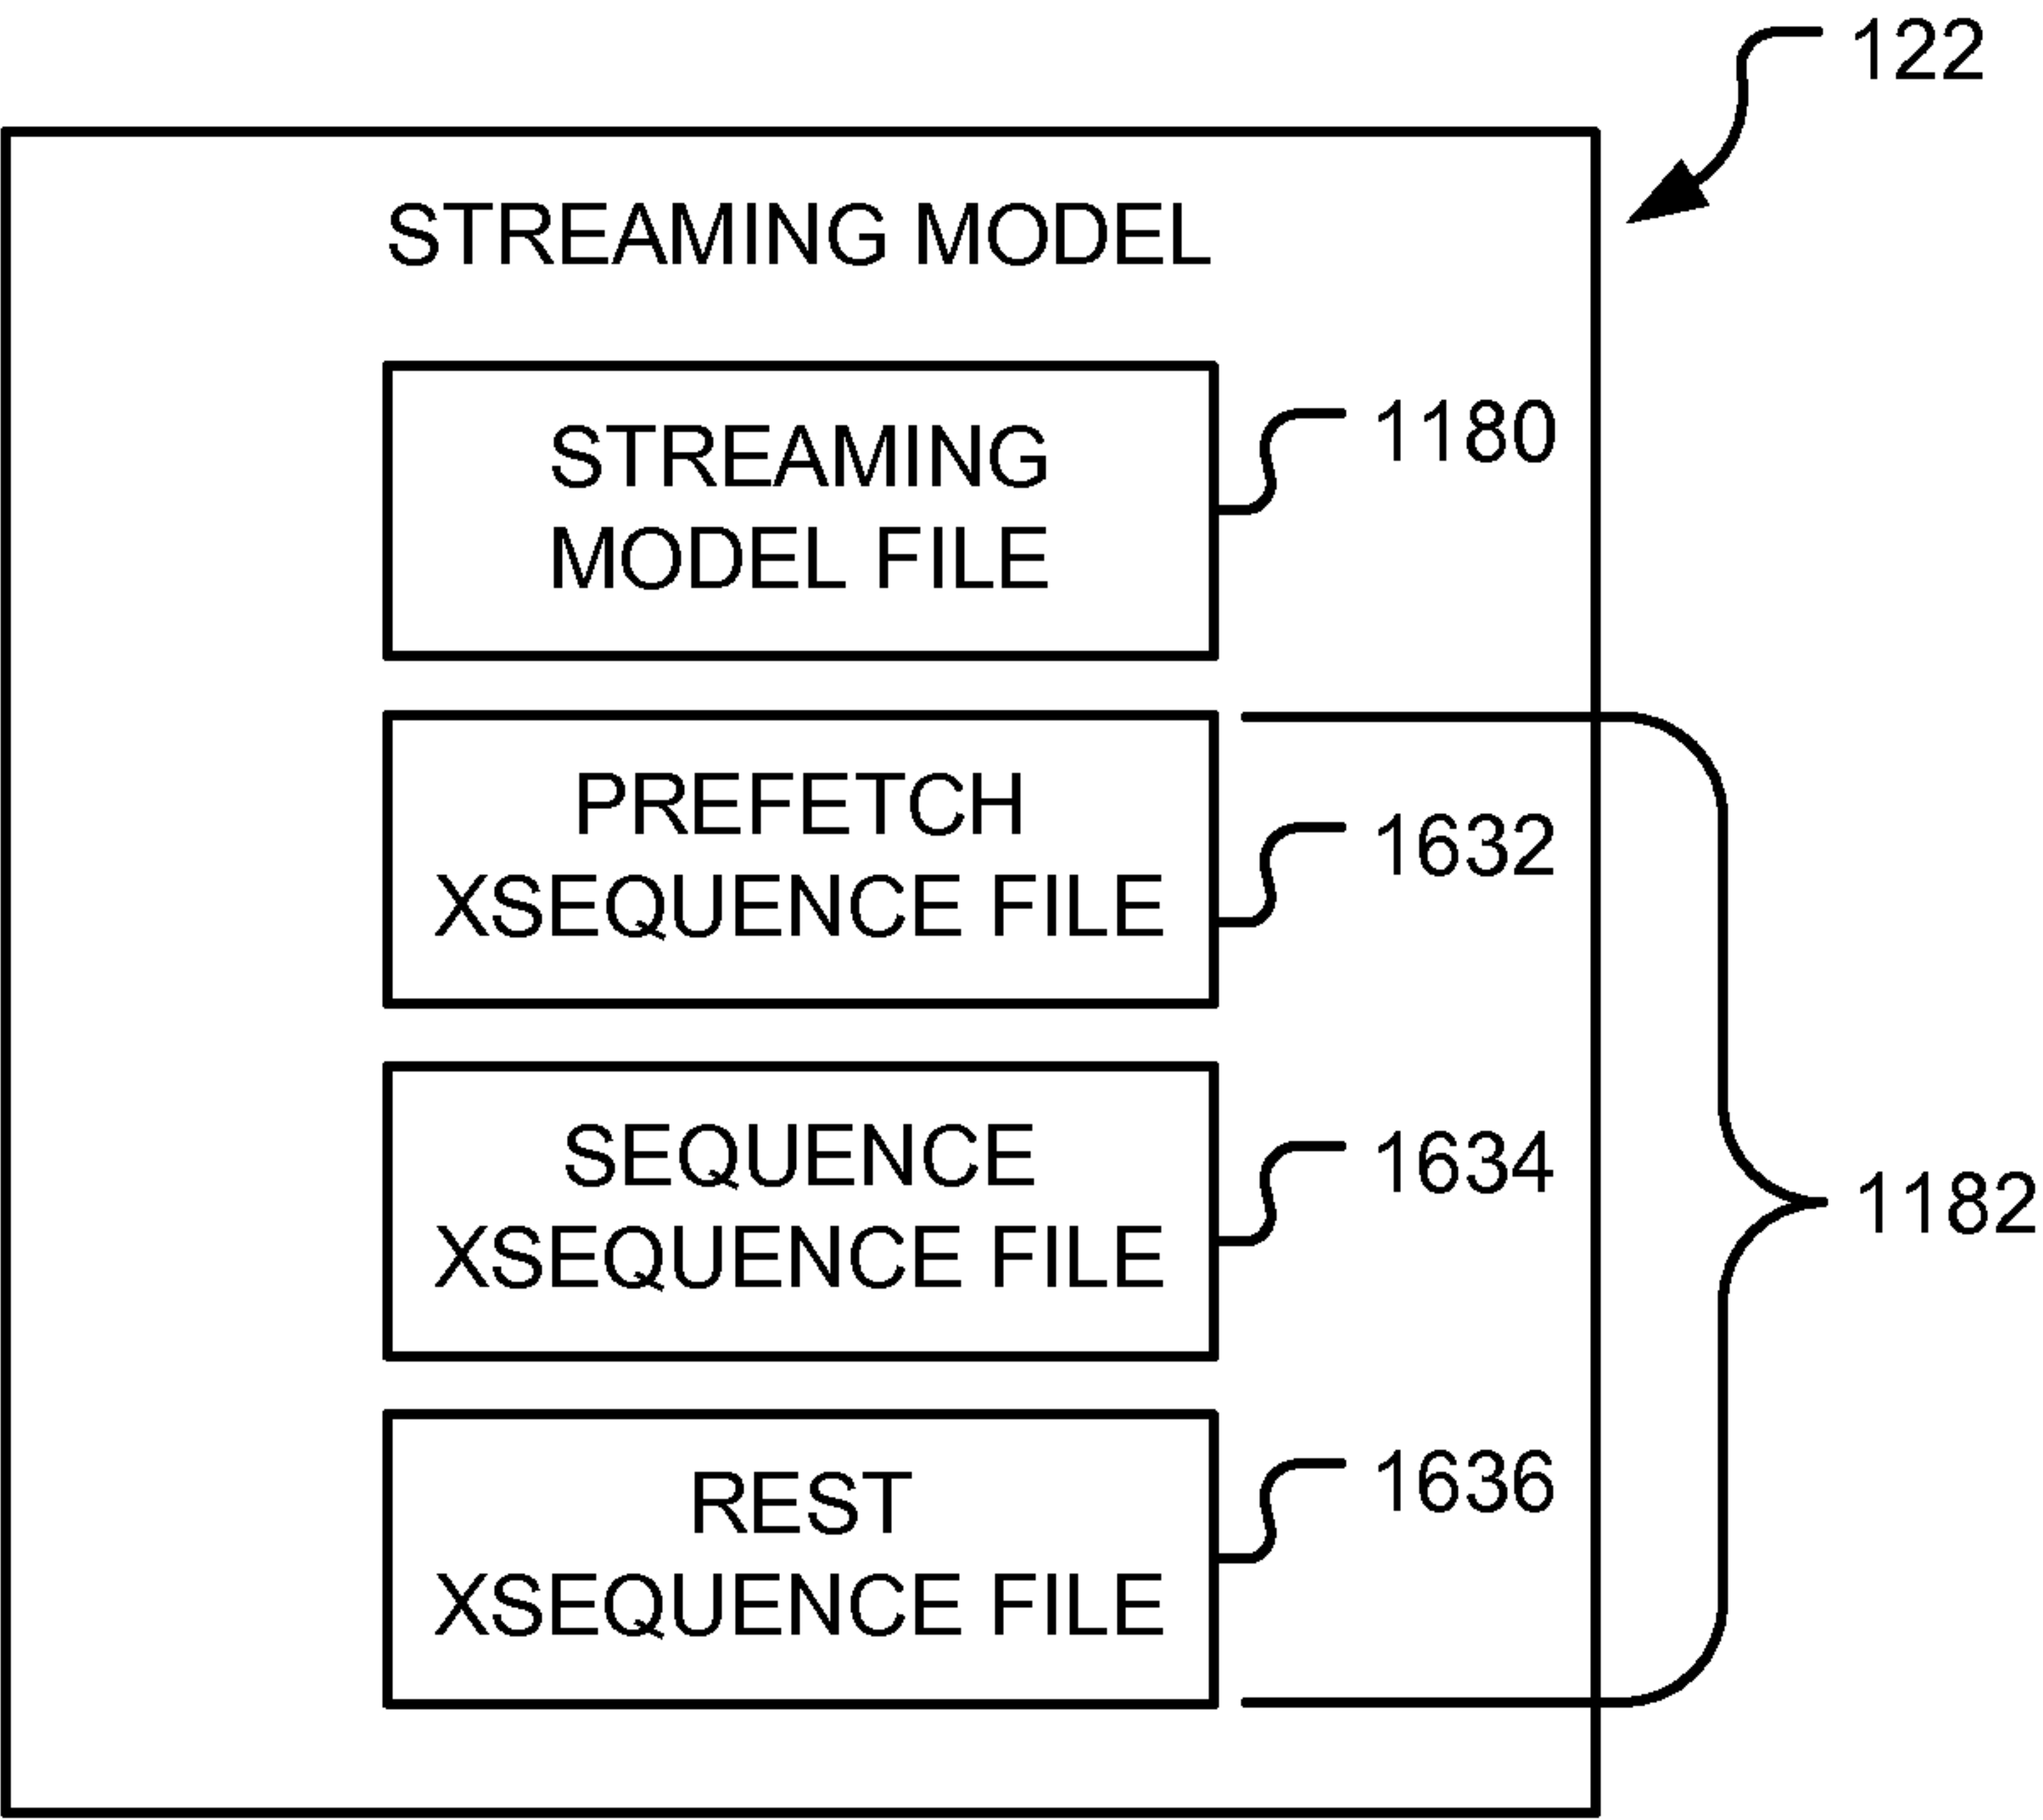 122
STREAMING MODEL
STREAMING
MODEL FILE
1180
PREFETCH
XSEQUENCE FILE
1632
SEQUENCE
XSEQUENCE FILE
1634
1182
REST
XSEQUENCE FILE
1636